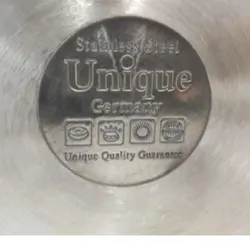 Stainless Steel
Unique
Germany
Unique Quality Guarantee